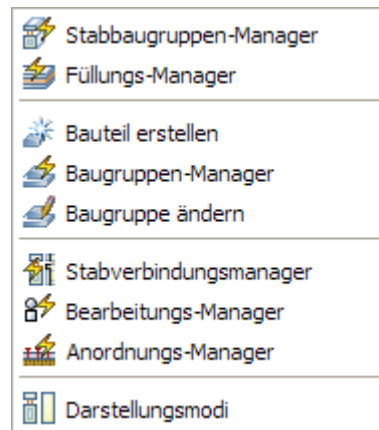 Stabbaugruppen-Manager
Füllungs-Manager
Bauteil erstellen
Baugruppen-Manager
Baugruppe ändern
Stabverbindungsmanager
Bearbeitungs-Manager
Anordnungs-Manager
Darstellungsmodi